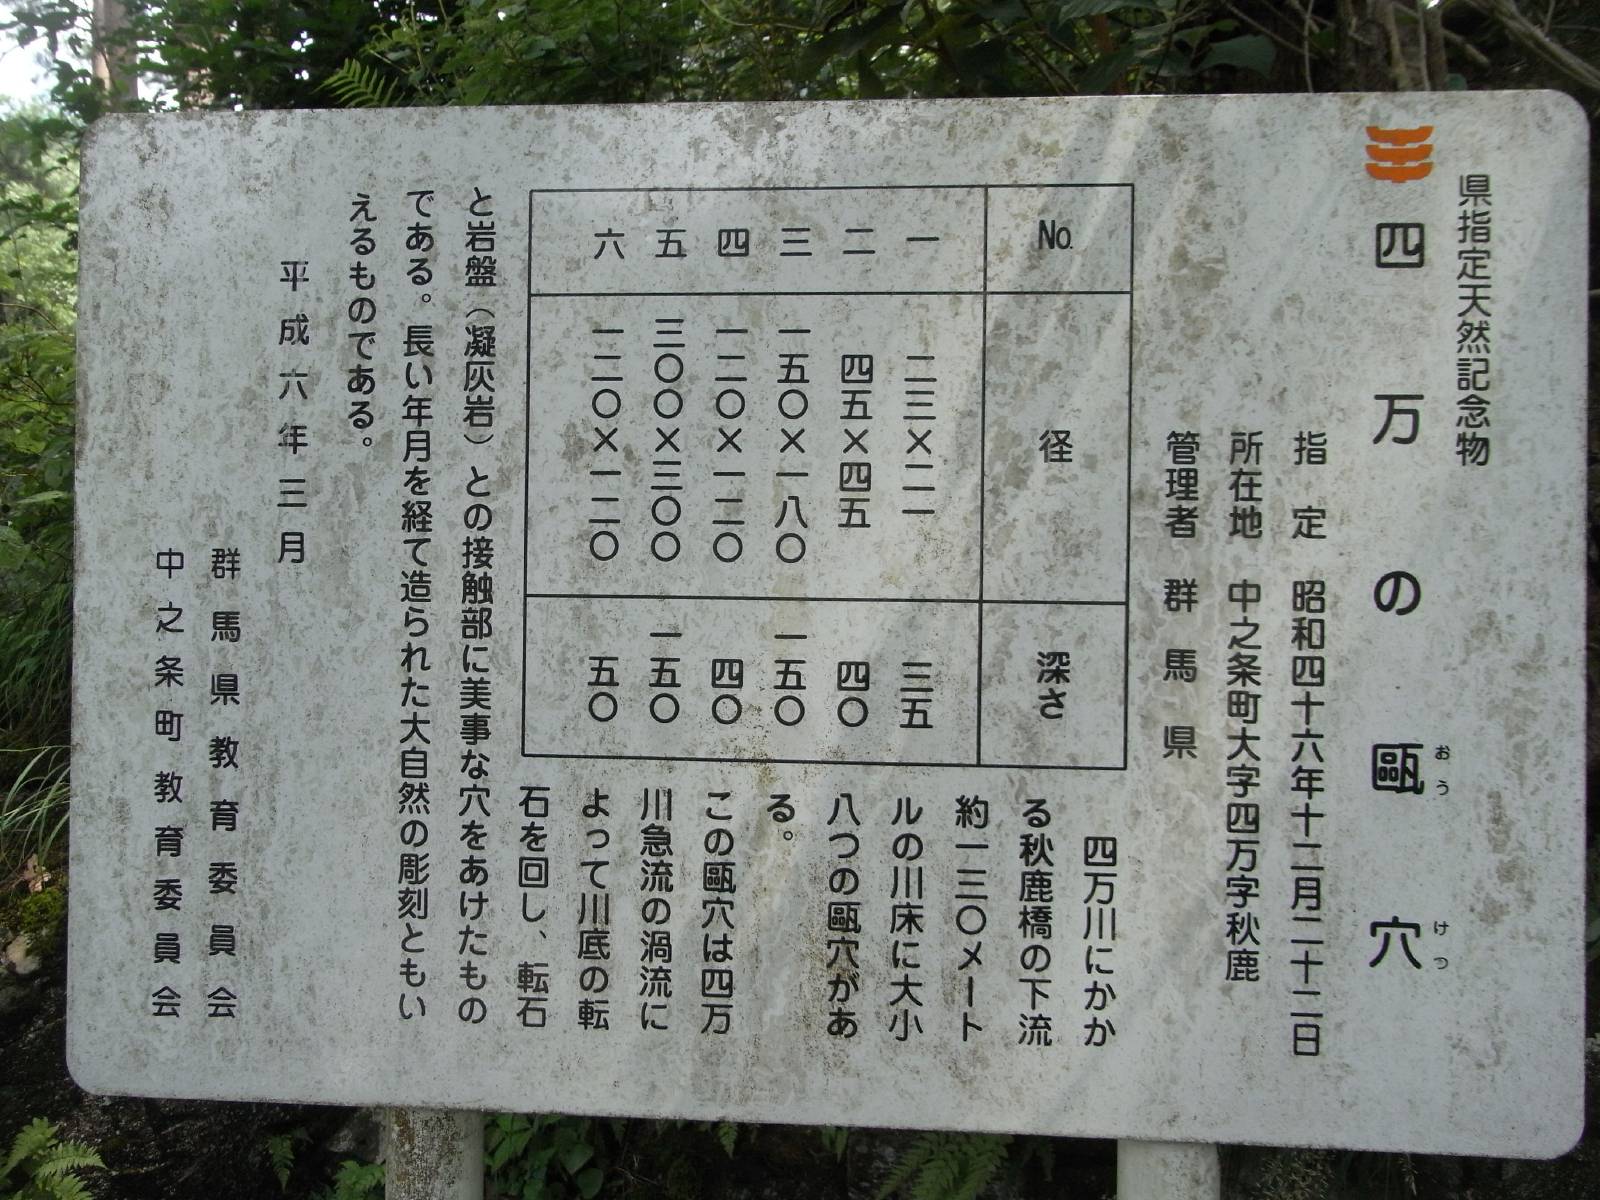 県指定天然記念物
四万の甌穴
おうけつ
指定 昭和四十六年十二月二十二日
所在地 中之条町大字四万字秋鹿
管理者 群馬県
No. 径 深さ
一 二三×二一 三五
二 四五×四五 四〇
三 一五〇×一八〇 一五〇
四 一二〇×一二〇 四〇
五 三〇〇×三〇〇 一五〇
六 一二〇×一二〇 五〇
四万川にかか
る秋鹿橋の下流
約一三〇メート
ルの川床に大小
八つの甌穴があ
る。
この甌穴は四万
川急流の渦流に
よって川底の転
石を回し、転石
と岩盤（凝灰岩）との接触部に美事な穴をあけたもの
である。長い年月を経て造られた大自然の彫刻ともい
えるものである。
平成六年三月
群馬県教育委員会
中之条町教育委員会